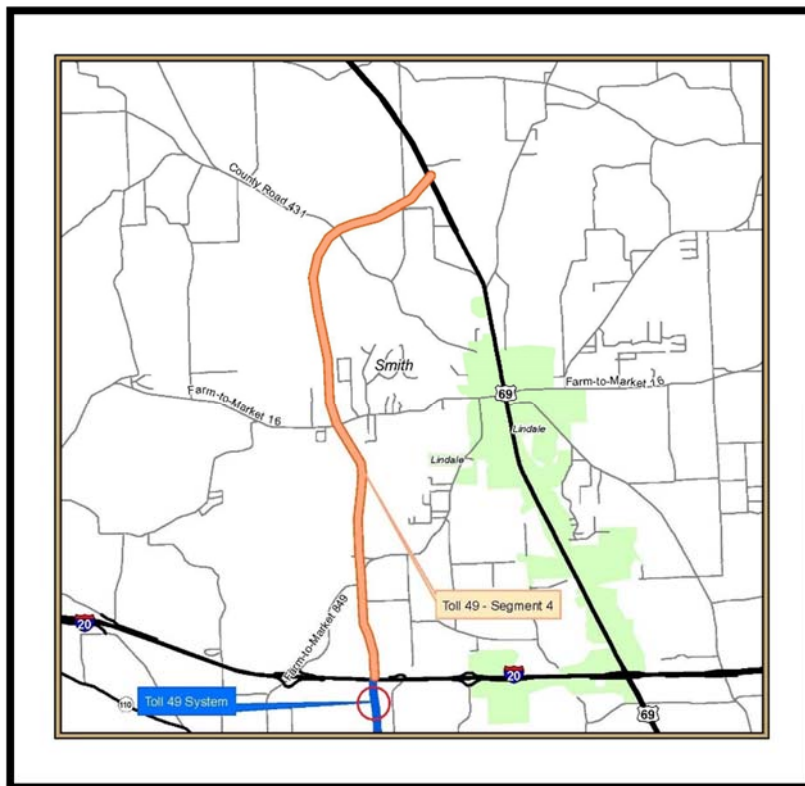 County Road 431
Smith
Farm-to-Market 16
69
Farm-to-Market 16
Lindale
Lindale
Toll 49 - Segment 4
20
Farm-to-Market 849
20
110
Toll 49 System
69